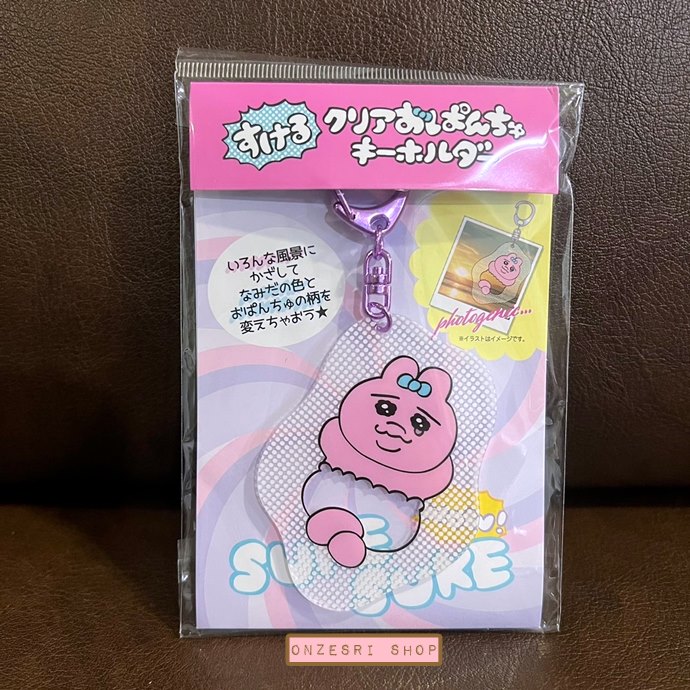 すける
クリアおぱんちゅ
キーホルダー
いろんな風景に
かざして
なみだの色と
おぱんちゅの柄を
変えちゃおう★
photogenic...
※イラストはイメージです。
SUKE
SUKE
ONZESRI SHOP